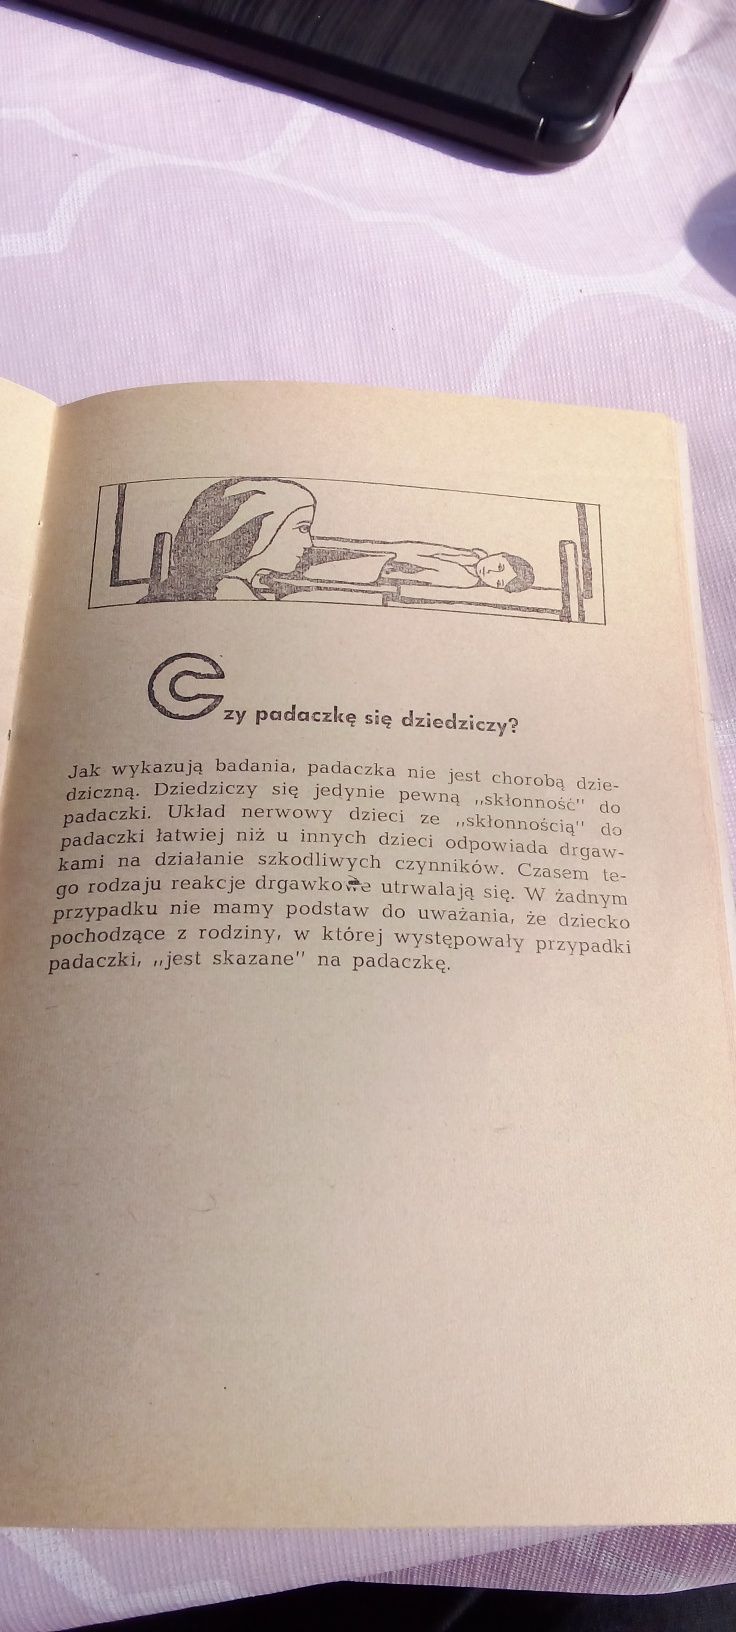 Czy padaczkę się dziedziczy?
Jak wykazują badania, padaczka nie jest chorobą dzie-
dziczną. Dziedziczy się jedynie pewną „skłonność" do
padaczki. Układ nerwowy dzieci ze „skłonnością" do
padaczki łatwiej niż u innych dzieci odpowiada drgaw-
kami na działanie szkodliwych czynników. Czasem te-
go rodzaju reakcje drgawkowe utrwalają się. W żadnym
przypadku nie mamy podstaw do uważania, że dziecko
pochodzące z rodziny, w której występowały przypadki
padaczki, „jest skazane" na padaczkę.